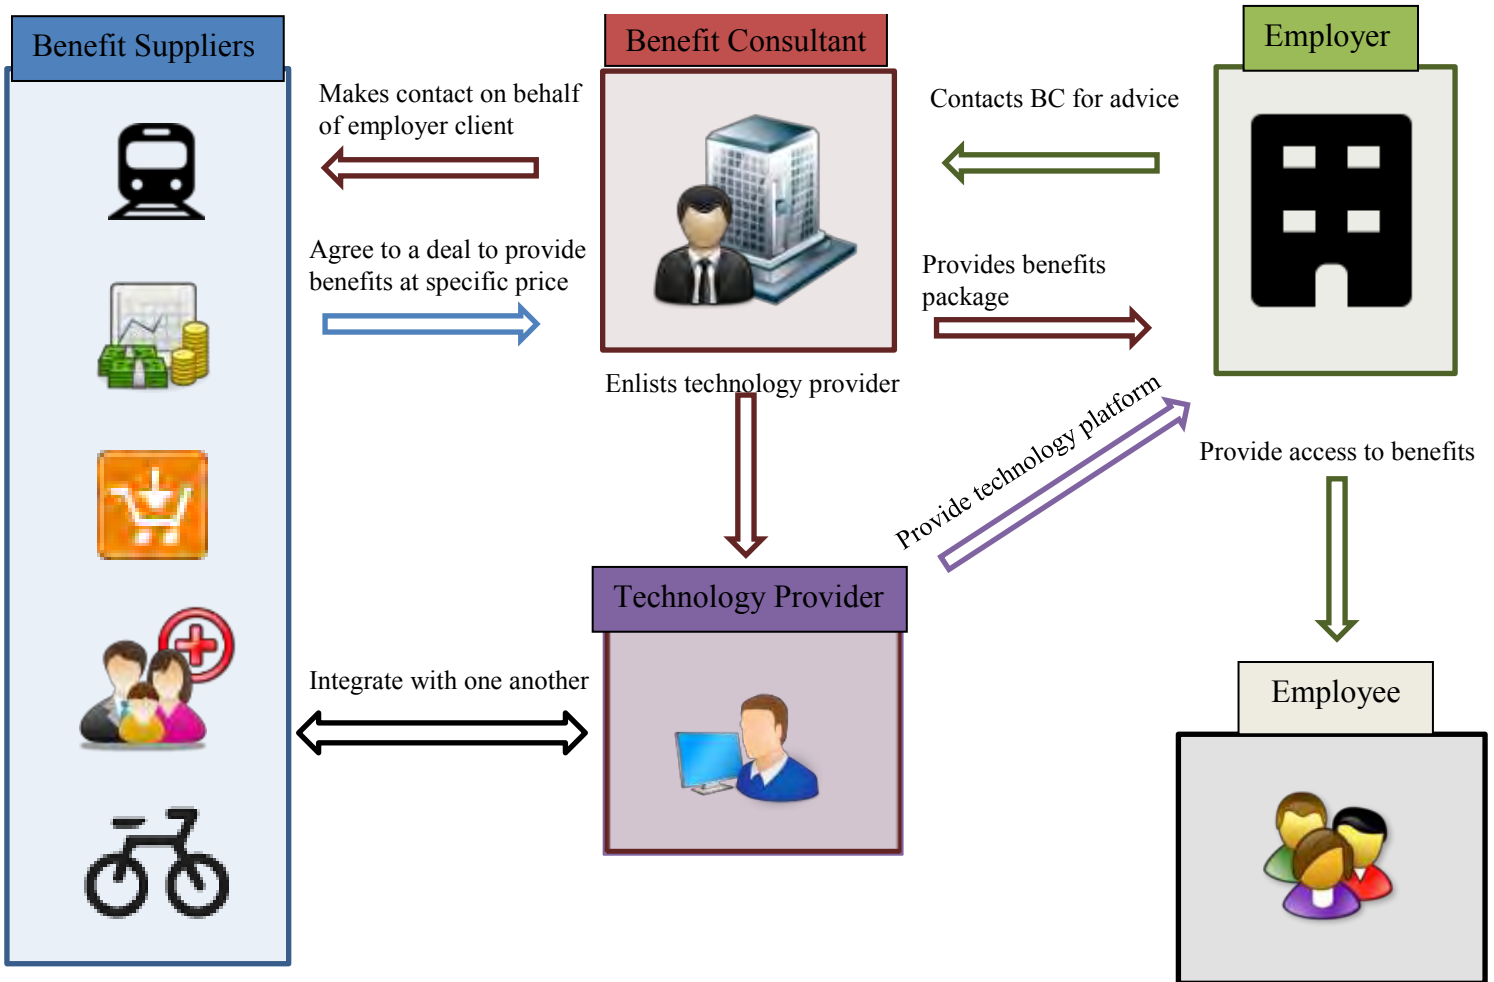 Benefit Suppliers
Benefit Consultant
Employer
Makes contact on behalf
of employer client
Contacts BC for advice
Agree to a deal to provide
benefits at specific price
Provides benefits
package
Enlists technology provider
Provide technology platform
Provide access to benefits
Technology Provider
Integrate with one another
Employee